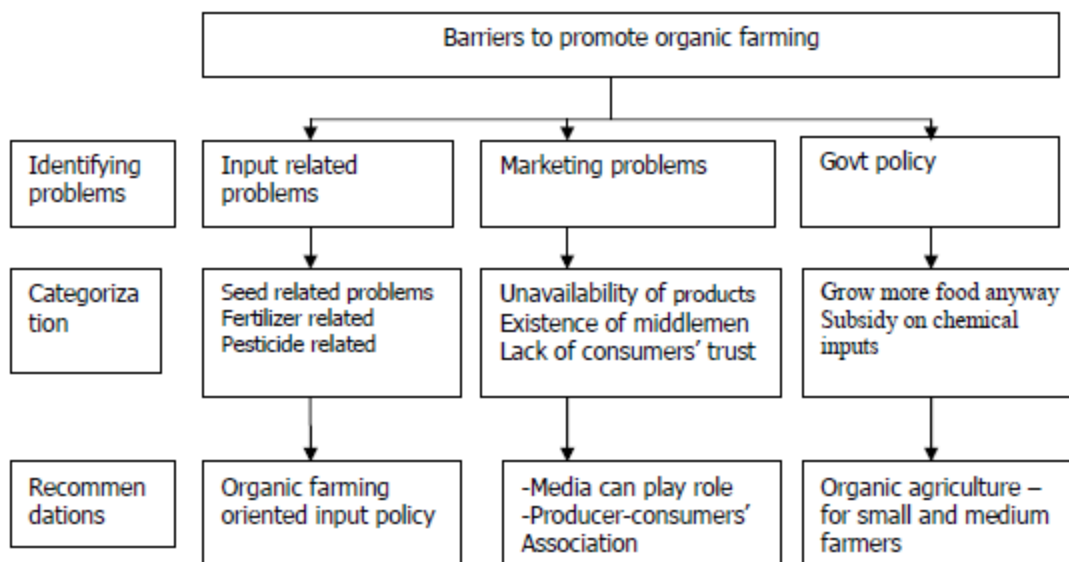 Barriers to promote organic farming
Identifying
problems
Input related
problems
Marketing problems
Govt policy
Categoriza
tion
Seed related problems
Fertilizer related
Pesticide related
Unavailability of products
Existence of middlemen
Lack of consumers’ trust
Grow more food anyway
Subsidy on chemical
inputs
Recommen
dations
Organic farming
oriented input policy
-Media can play role
-Producer-consumers’
Association
Organic agriculture –
for small and medium
farmers